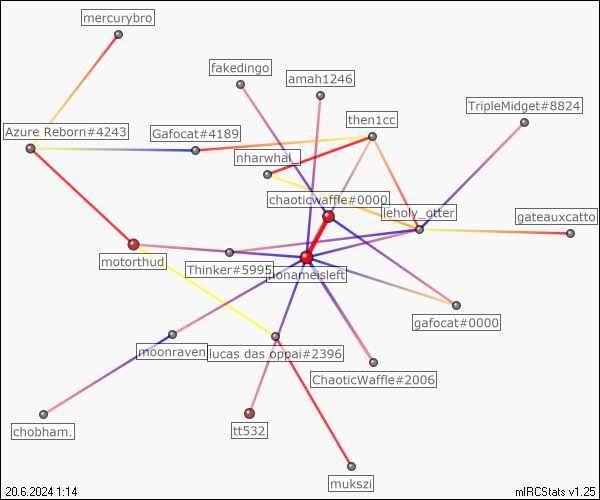 mercurybro
fakedingo
amah1246
TripleMidget#8824
then1cc
Azure Reborn#4243
Gafocat#4189
nharwhal_
chaoticwaffle#0000
leholy_otter
gateauxcatto
motorthud_
Thinker#5995
nonameisleft
gafocat#0000
moonraven
lucas das oppai#2396
ChaoticWaffle#2006
chobham.
tt532
mukszi
20.6.2024 1:14
mIRCStats v1.25